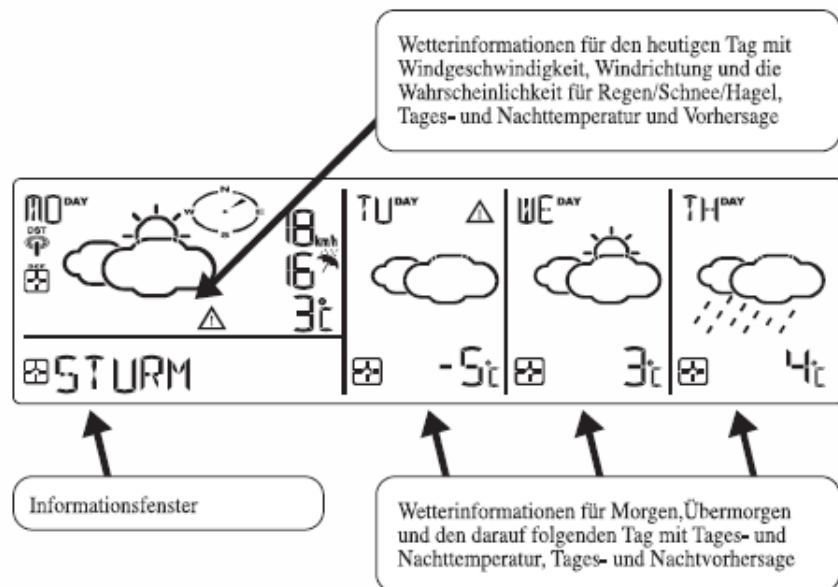 Wetterinformationen für den heutigen Tag mit
Windgeschwindigkeit, Windrichtung und die
Wahrscheinlichkeit für Regen/Schnee/Hagel,
Tages- und Nachttemperatur und Vorhersage
MO DAY
DST
N
W
E
S
18 km/h
16
3°C
STURM
TU DAY
-5°C
WE DAY
3°C
TH DAY
4°C
Informationsfenster
Wetterinformationen für Morgen,Übermorgen
und den darauf folgenden Tag mit Tages- und
Nachttemperatur, Tages- und Nachtvorhersage